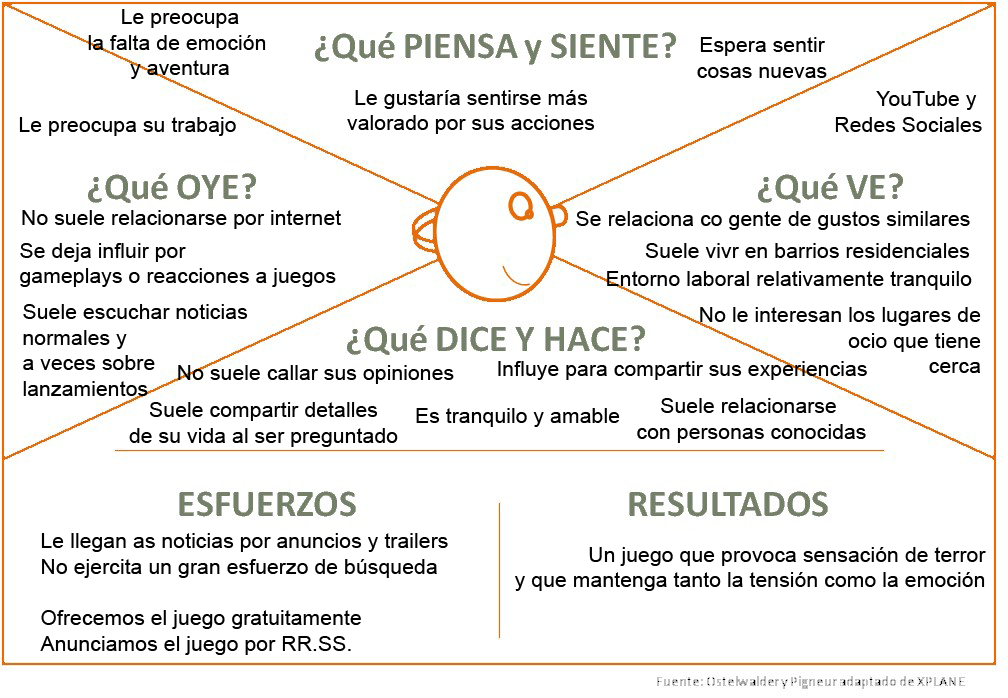 Le preocupa
la falta de emoción
y aventura
¿Qué PIENSA y SIENTE?
Espera sentir
cosas nuevas
Le gustaría sentirse más
valorado por sus acciones
YouTube y
Redes Sociales
Le preocupa su trabajo
¿Qué OYE?
No suele relacionarse por internet
Se deja influir por
gameplays o reacciones a juegos
Suele escuchar noticias
normales y
a veces sobre
lanzamientos
¿Qué VE?
Se relaciona co gente de gustos similares
Suele vivr en barrios residenciales
Entorno laboral relativamente tranquilo
No le interesan los lugares de
ocio que tiene
cerca
¿Qué DICE Y HACE?
No suele callar sus opiniones
Influye para compartir sus experiencias
Suele compartir detalles
de su vida al ser preguntado
Es tranquilo y amable
Suele relacionarse
con personas conocidas
ESFUERZOS
Le llegan as noticias por anuncios y trailers
No ejercita un gran esfuerzo de búsqueda
Ofrecemos el juego gratuitamente
Anunciamos el juego por RR.SS.
RESULTADOS
Un juego que provoca sensación de terror
y que mantenga tanto la tensión como la emoción
Fuente: Ostelwalder y Pigneur adaptado de XPLANE